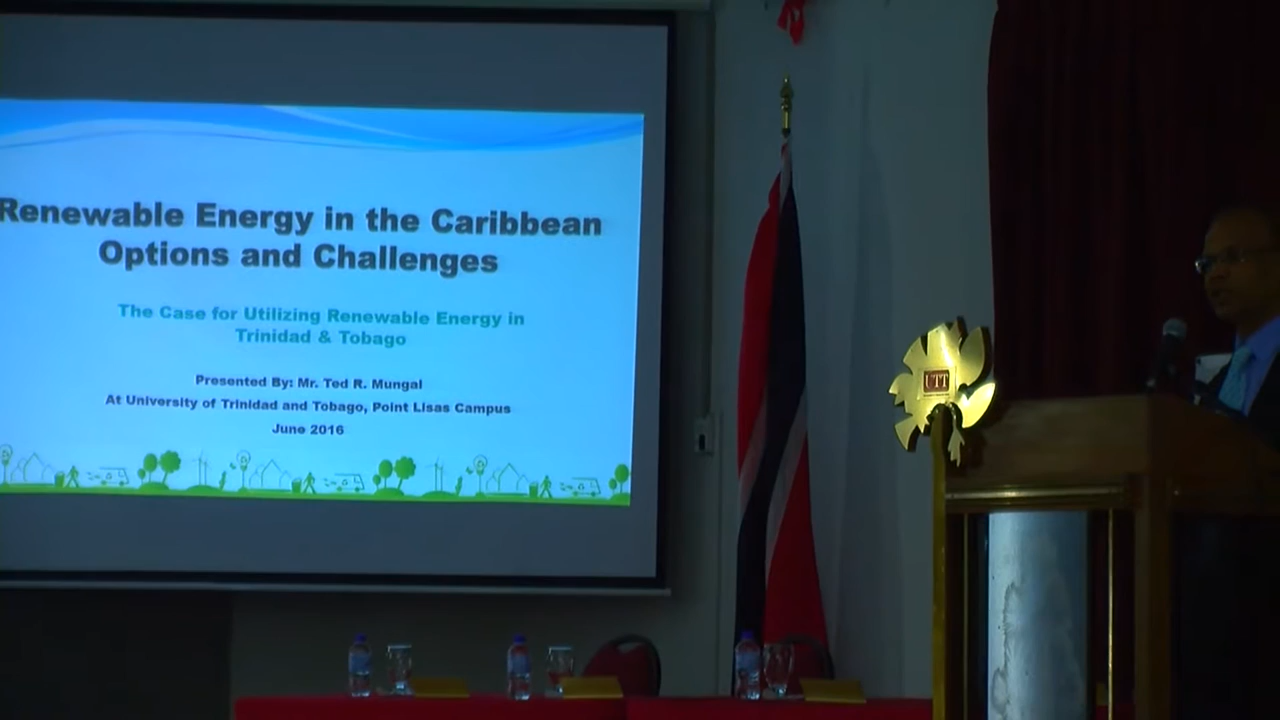 Renewable Energy in the Caribbean
Options and Challenges
The Case for Utilizing Renewable Energy in
Trinidad & Tobago
Presented By: Mr. Ted R. Mungal
At University of Trinidad and Tobago, Point Lisas Campus
June 2016
UTT